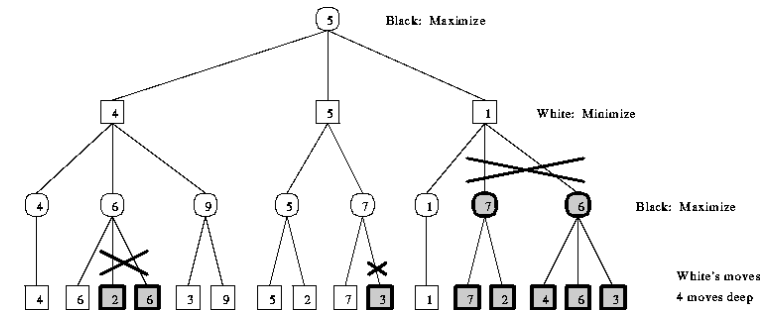 5 Black: Maximize
4 5 1 White: Minimize
4 6 9 5 7 1 7 6 Black: Maximize
White's moves
4 6 2 6 3 9 5 2 7 3 1 7 2 4 6 3 4 moves deep